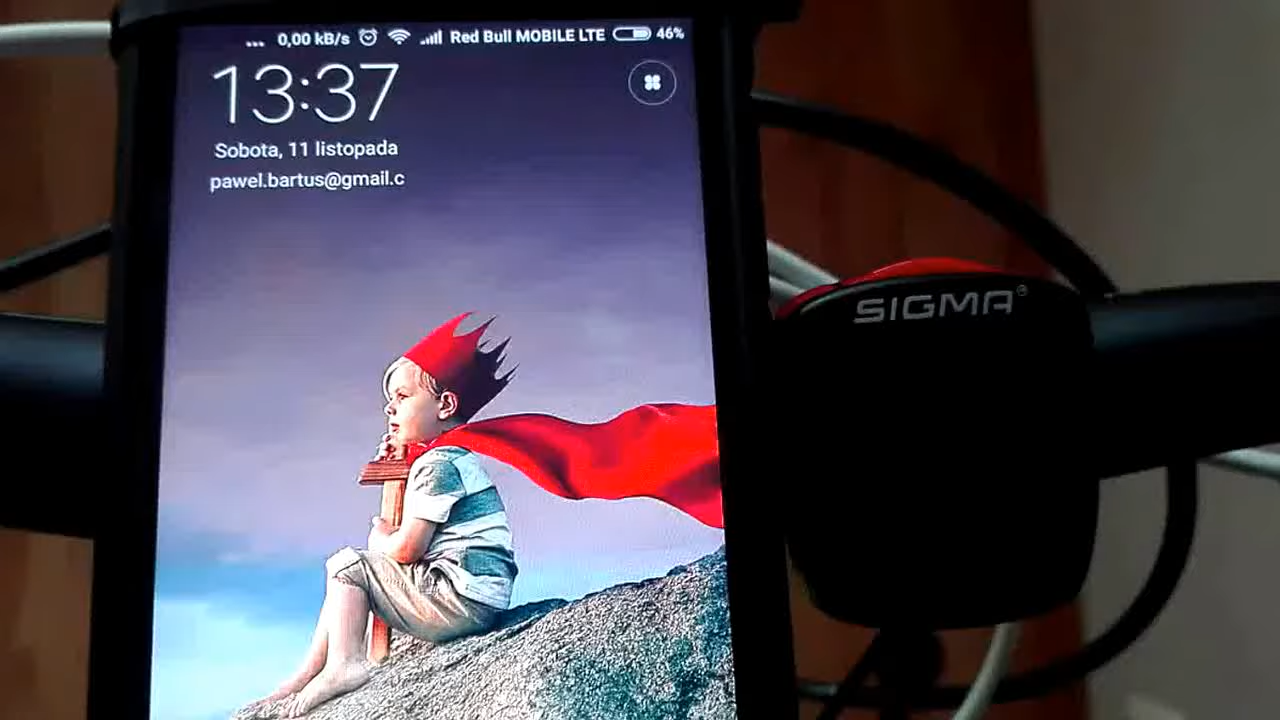 ... 0,00 kB/s Red Bull MOBILE LTE 46%
13:37
Sobota, 11 listopada
pawel.bartus@gmail.c
SIGMA®